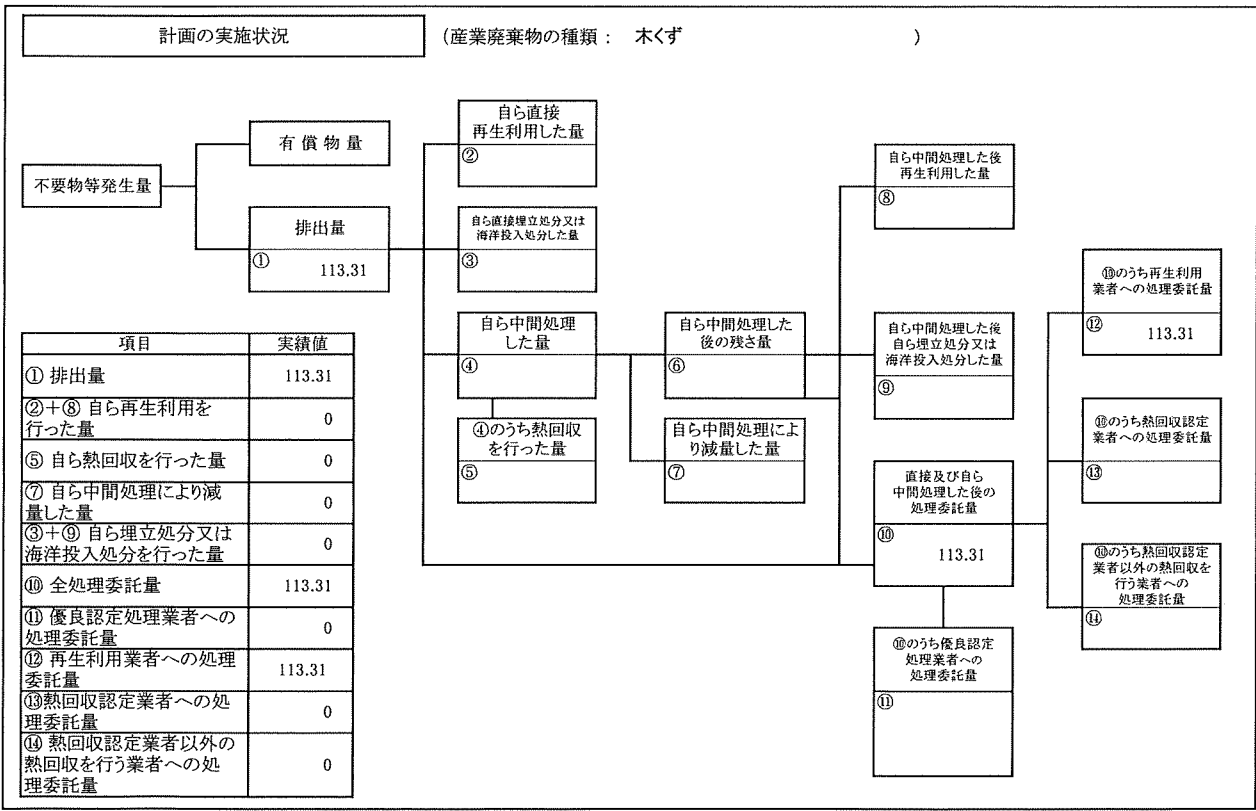 計画の実施状況
(産業廃棄物の種類： 木くず )
不要物等発生量
有償物量
排出量
①
113.31
自ら直接
再生利用した量
②
自ら直接埋立処分又は
海洋投入処分した量
③
自ら中間処理
した量
④
④のうち熱回収
を行った量
⑤
自ら中間処理した
後の残さ量
⑥
自ら中間処理によ
り減量した量
⑦
自ら中間処理した後
再生利用した量
⑧
自ら中間処理した後
自ら埋立処分又は
海洋投入処分した量
⑨
直接及び自ら
中間処理した後の
処理委託量
⑩
113.31
⑩のうち優良認定
処理業者への
処理委託量
⑪
⑩のうち再生利用
業者への処理委託量
⑫
113.31
⑩のうち熱回収認定
業者への処理委託量
⑬
⑩のうち熱回収認定
業者以外の熱回収を
行う業者への
処理委託量
⑭
項目 実績値
① 排出量 113.31
②＋⑧ 自ら再生利用を
行った量 0
⑤ 自ら熱回収を行った量 0
⑦ 自ら中間処理により減
量した量 0
③＋⑨ 自ら埋立処分又は
海洋投入処分を行った量 0
⑩ 全処理委託量 113.31
⑪ 優良認定処理業者への
処理委託量 0
⑫ 再生利用業者への処理
委託量 113.31
⑬熱回収認定業者への処
理委託量 0
⑭ 熱回収認定業者以外の
熱回収を行う業者への処
理委託量 0